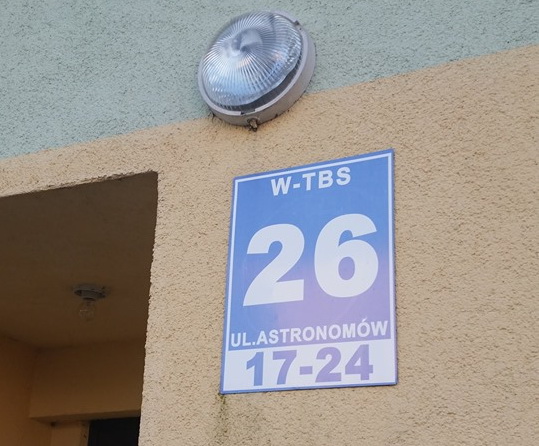 W-TBS
26
UL.ASTRONOMÓW
17-24